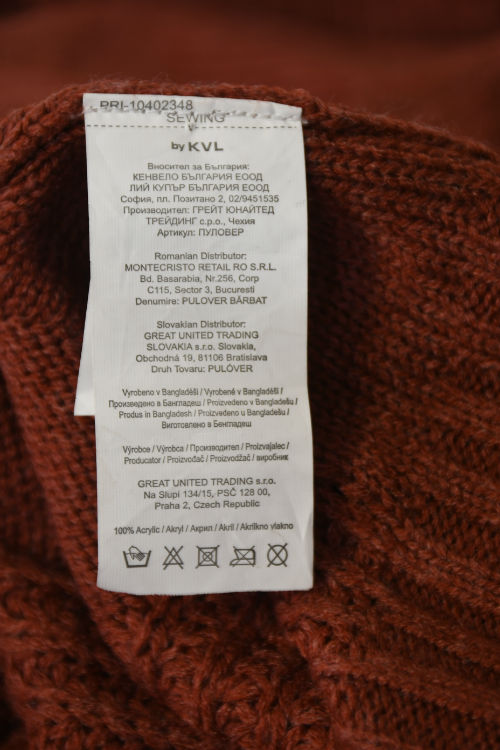 PRI-10402348
SEWING
by KVL
Вносител за България:
КЕНВЕЛО БЪЛГАРИЯ ЕООД
ЛИЙ КУПЪР БЪЛГАРИЯ ЕООД
София, пл. Позитано 2, 02/9451535
Производител: ГРЕЙТ ЮНАЙТЕД
ТРЕЙДИНГ с.р.о., Чехия
Артикул: ПУЛОВЕР
Romanian Distributor:
MONTECRISTO RETAIL RO S.R.L.
Bd. Basarabia, Nr.256, Corp
C115, Sector 3, Bucuresti
Denumire: PULOVER BĂRBAT
Slovakian Distributor:
GREAT UNITED TRADING
SLOVAKIA s.r.o. Slovakia,
Obchodná 19, 81106 Bratislava
Druh Tovaru: PULÓVER
Vyrobeno v Bangladéši / Vyrobené v Bangladéši /
Произведено в Бангладеш / Proizvedeno v Bangladešu /
Produs in Bangladesh / Proizvedeno u Bangladešu /
Виготовлено в Бенгладеш
Výrobce / Výrobca / Производител / Proizvajalec /
Producator / Proizvođač / Proizvodžač / виробник
GREAT UNITED TRADING s.r.o.
Na Slupi 134/15, PSČ 128 00,
Praha 2, Czech Republic
100% Acrylic / Akryl / Акрил / Akril / Akrilkno vlakno